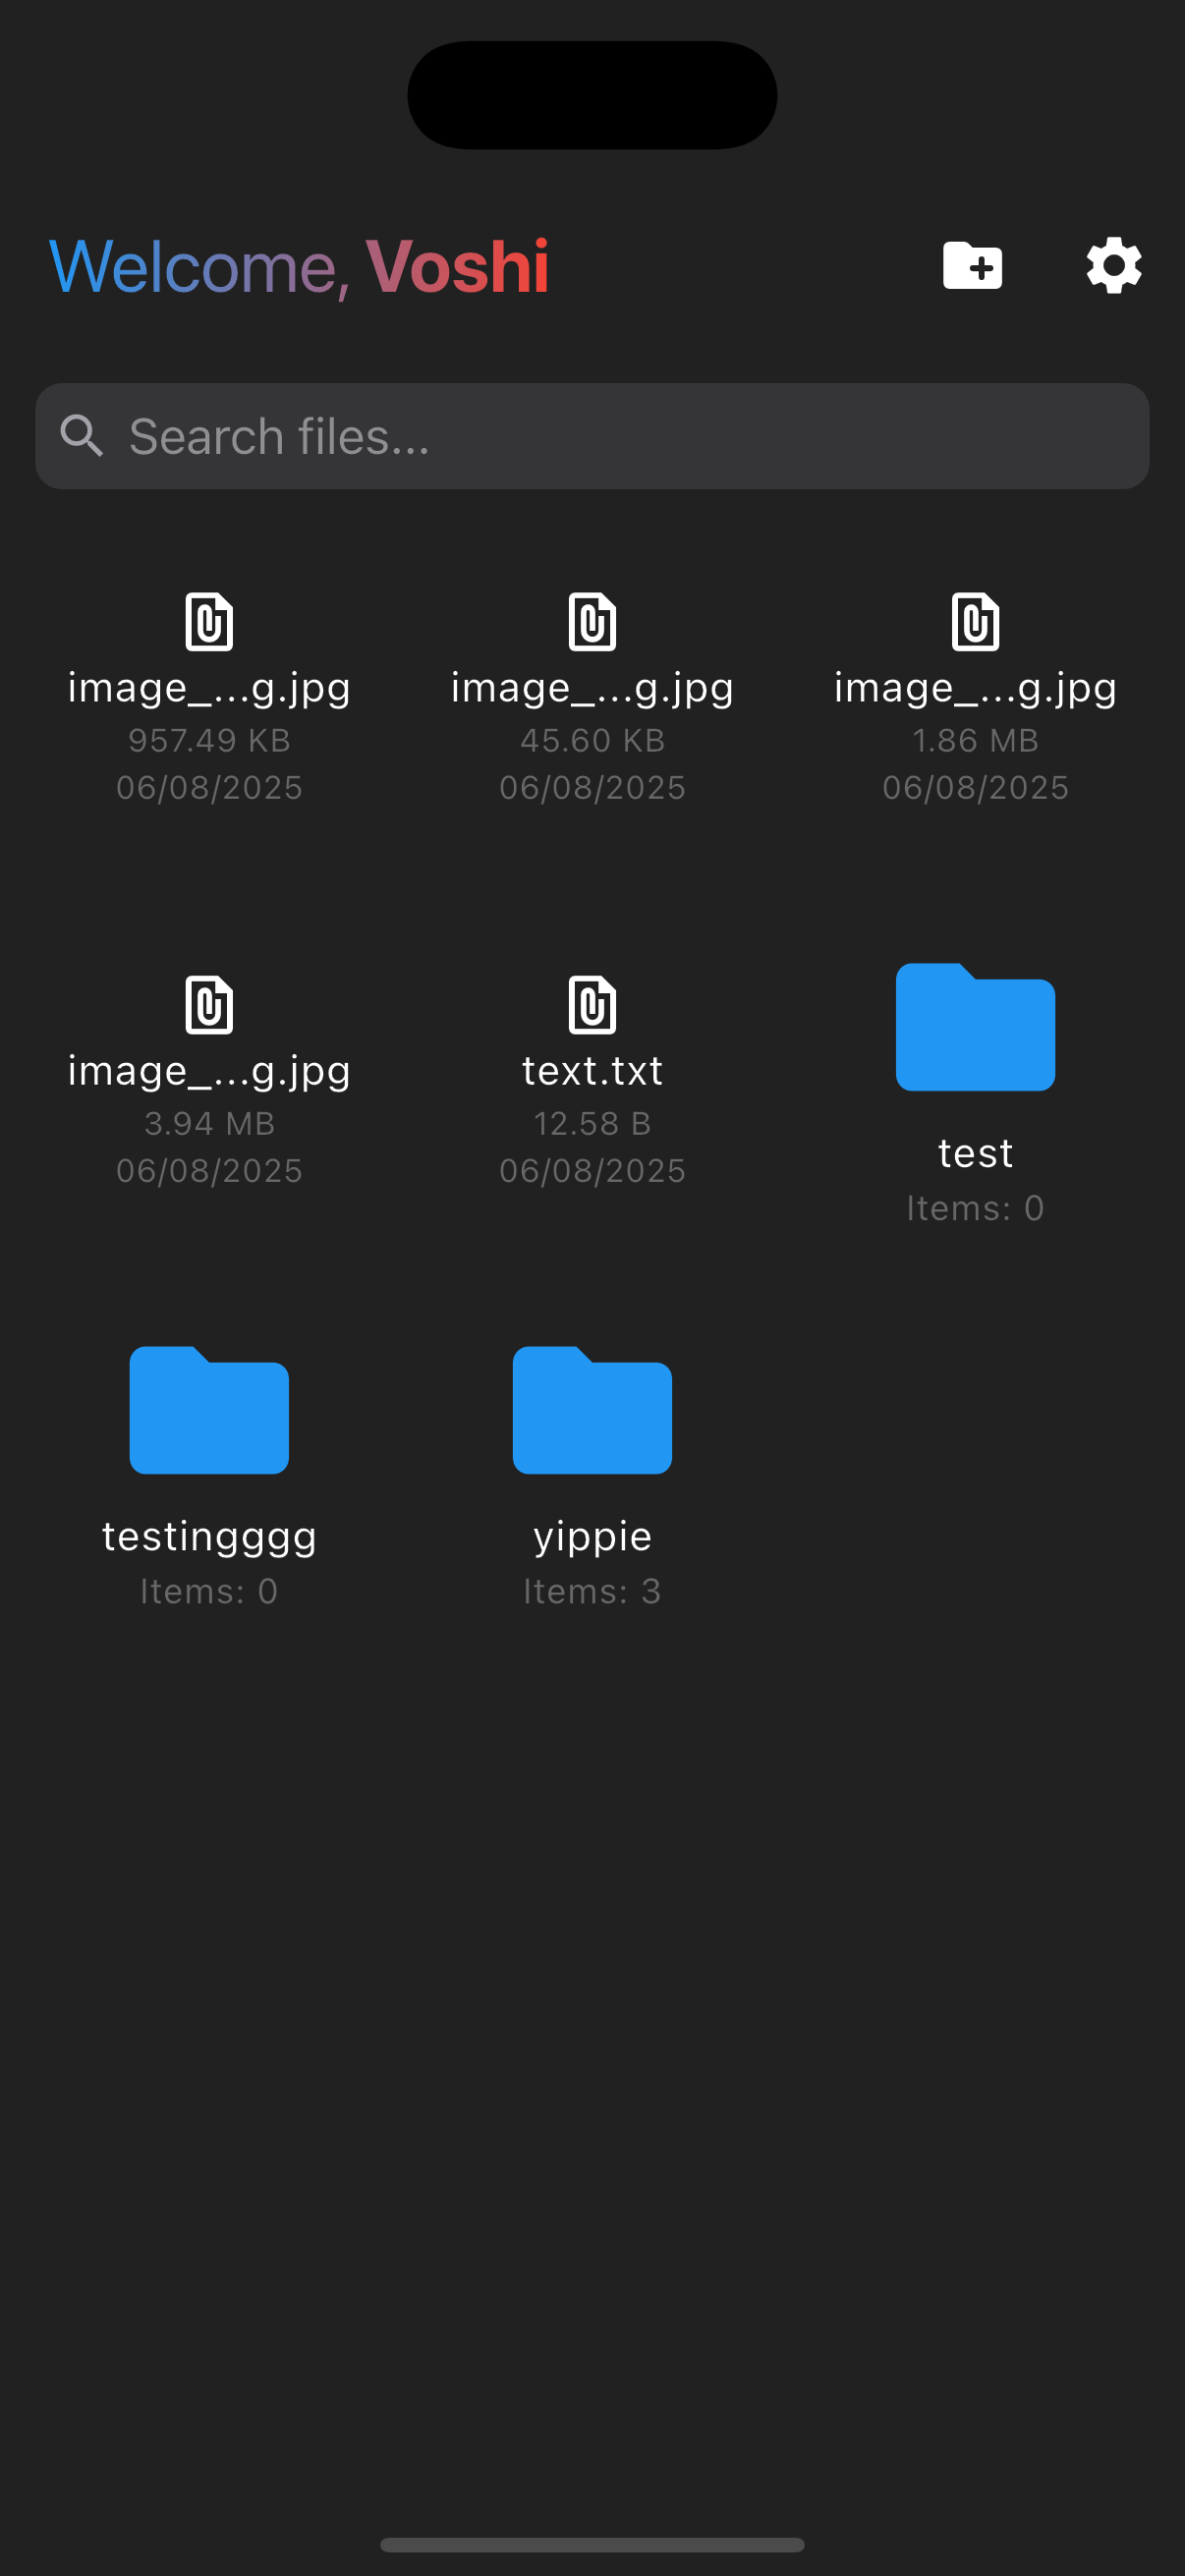 Welcome, Voshi
Search files...
image_...g.jpg
957.49 KB
06/08/2025
image_...g.jpg
45.60 KB
06/08/2025
image_...g.jpg
1.86 MB
06/08/2025
image_...g.jpg
3.94 MB
06/08/2025
text.txt
12.58 B
06/08/2025
test
Items: 0
testingggg
Items: 0
yippie
Items: 3